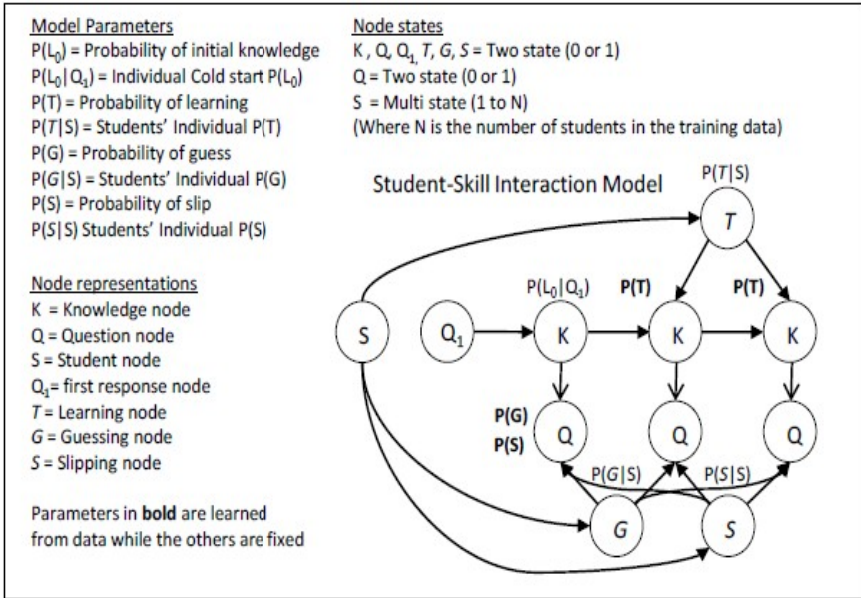 Model Parameters
P(L0) = Probability of initial knowledge
P(L0|Q1) = Individual Cold start P(L0)
P(T) = Probability of learning
P(T|S) = Students' Individual P(T)
P(G) = Probability of guess
P(G|S) = Students' Individual P(G)
P(S) = Probability of slip
P(S|S) Students' Individual P(S)
Node representations
K = Knowledge node
Q = Question node
S = Student node
Q1= first response node
T = Learning node
G = Guessing node
S = Slipping node
Parameters in bold are learned
from data while the others are fixed
Node states
K , Q, Q1, T, G, S = Two state (0 or 1)
Q = Two state (0 or 1)
S = Multi state (1 to N)
(Where N is the number of students in the training data)
Student-Skill Interaction Model
P(T|S)
T
P(L0|Q1) P(T) P(T)
S Q1 K K K
P(G)
P(S)
Q Q Q
P(G|S) P(S|S)
G S